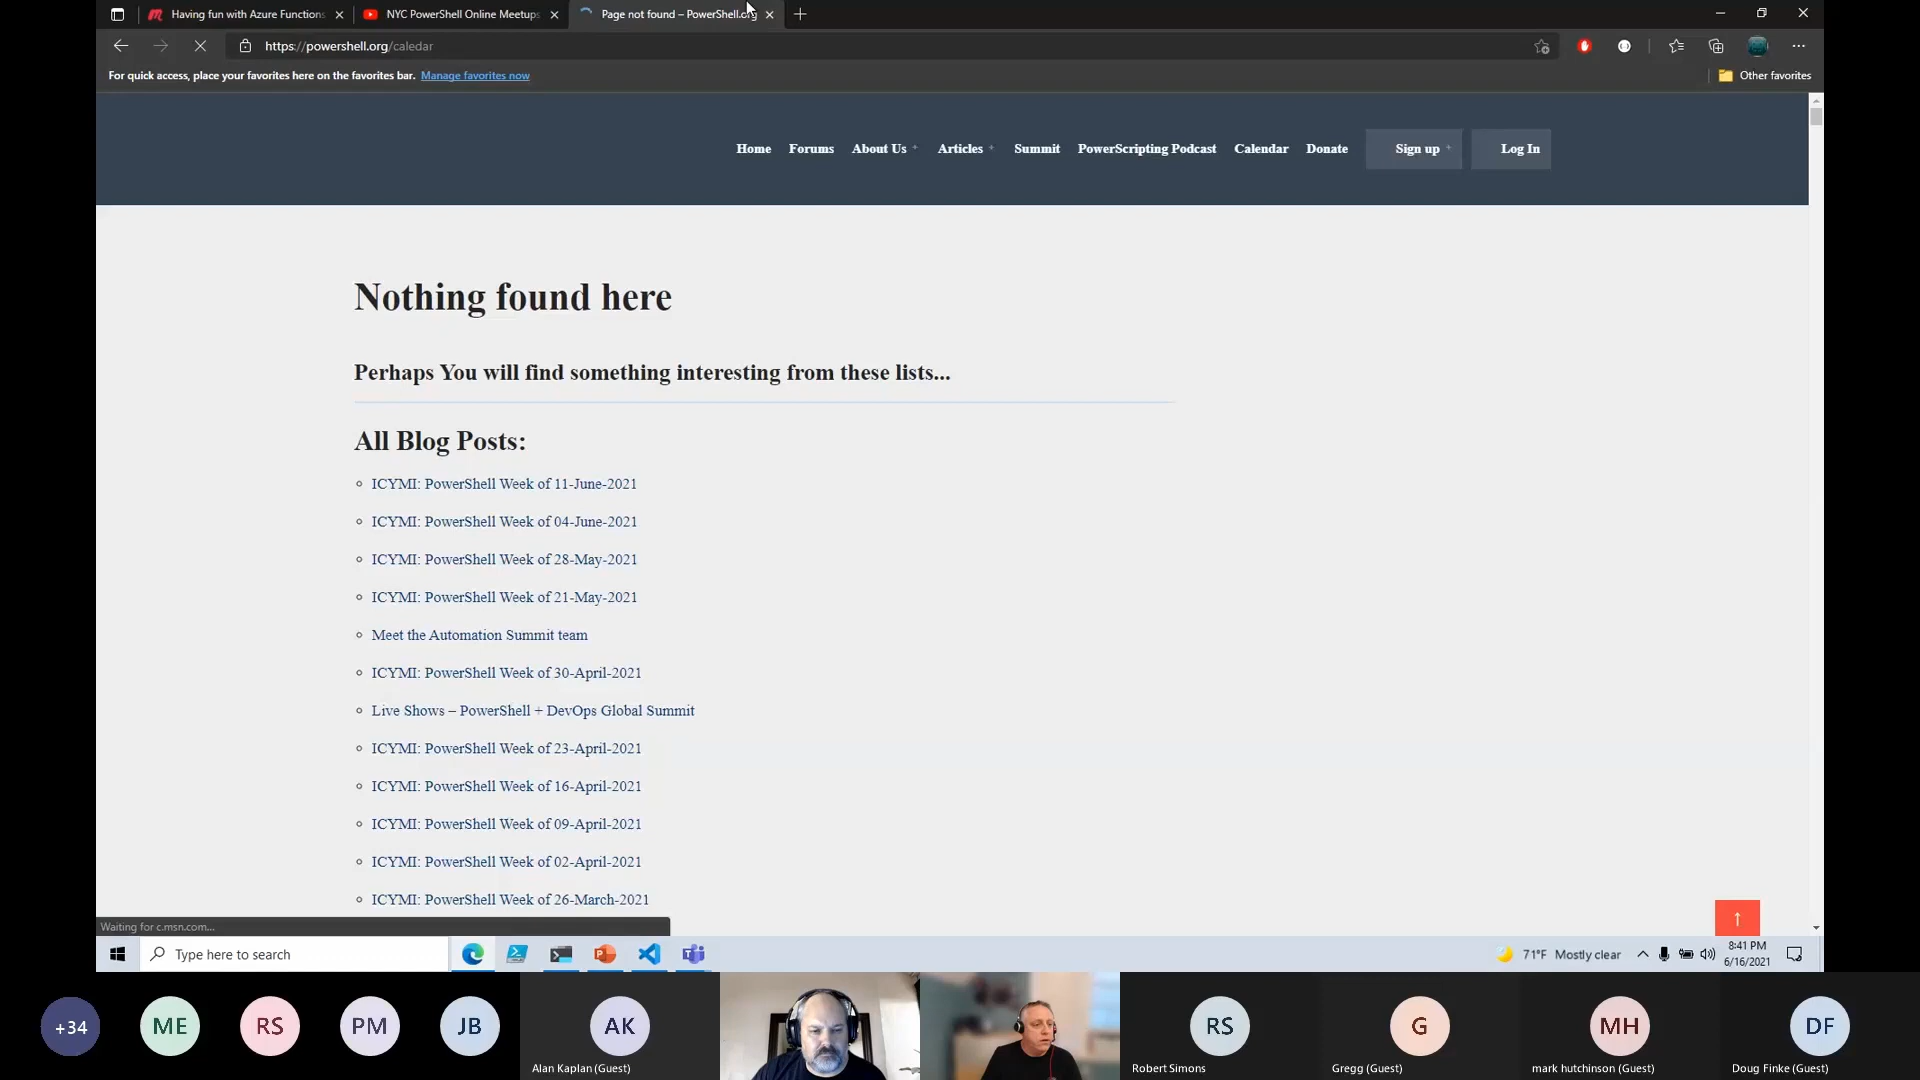 Having fun with Azure Functions
NYC PowerShell Online Meetups
Page not found – PowerShell.org
https://powershell.org/caledar
For quick access, place your favorites here on the favorites bar. Manage favorites now
Other favorites
Home Forums About Us + Articles + Summit PowerScripting Podcast Calendar Donate Sign up + Log In
Nothing found here
Perhaps You will find something interesting from these lists...
All Blog Posts:
ICYMI: PowerShell Week of 11-June-2021
ICYMI: PowerShell Week of 04-June-2021
ICYMI: PowerShell Week of 28-May-2021
ICYMI: PowerShell Week of 21-May-2021
Meet the Automation Summit team
ICYMI: PowerShell Week of 30-April-2021
Live Shows – PowerShell + DevOps Global Summit
ICYMI: PowerShell Week of 23-April-2021
ICYMI: PowerShell Week of 16-April-2021
ICYMI: PowerShell Week of 09-April-2021
ICYMI: PowerShell Week of 02-April-2021
ICYMI: PowerShell Week of 26-March-2021
Waiting for c.msn.com...
Type here to search
71°F Mostly clear
8:41 PM
6/16/2021
+34
ME
RS
PM
JB
AK
Alan Kaplan (Guest)
RS
Robert Simons
G
Gregg (Guest)
MH
mark hutchinson (Guest)
DF
Doug Finke (Guest)